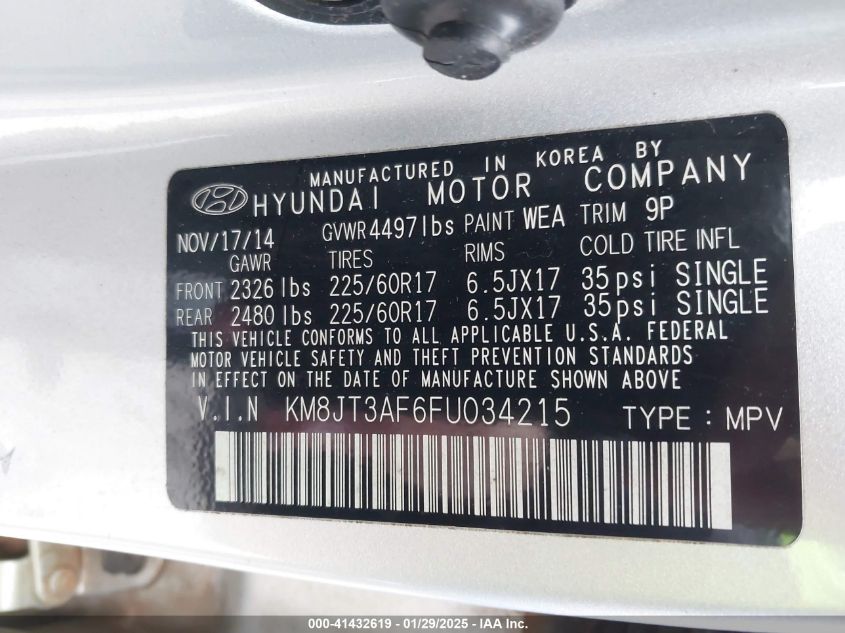 MANUFACTURED IN KOREA BY
HYUNDAI MOTOR COMPANY
NOV/17/14 GVWR 4497lbs PAINT WEA TRIM 9P
GAWR TIRES RIMS COLD TIRE INFL
FRONT 2326 lbs 225/60R17 6.5JX17 35psi SINGLE
REAR 2480 lbs 225/60R17 6.5JX17 35psi SINGLE
THIS VEHICLE CONFORMS TO ALL APPLICABLE U.S.A. FEDERAL
MOTOR VEHICLE SAFETY AND THEFT PREVENTION STANDARDS
IN EFFECT ON THE DATE OF MANUFACTURE SHOWN ABOVE
V.I.N KM8JT3AF6FU034215 TYPE : MPV
000-41432619 - 01/29/2025 - IAA Inc.